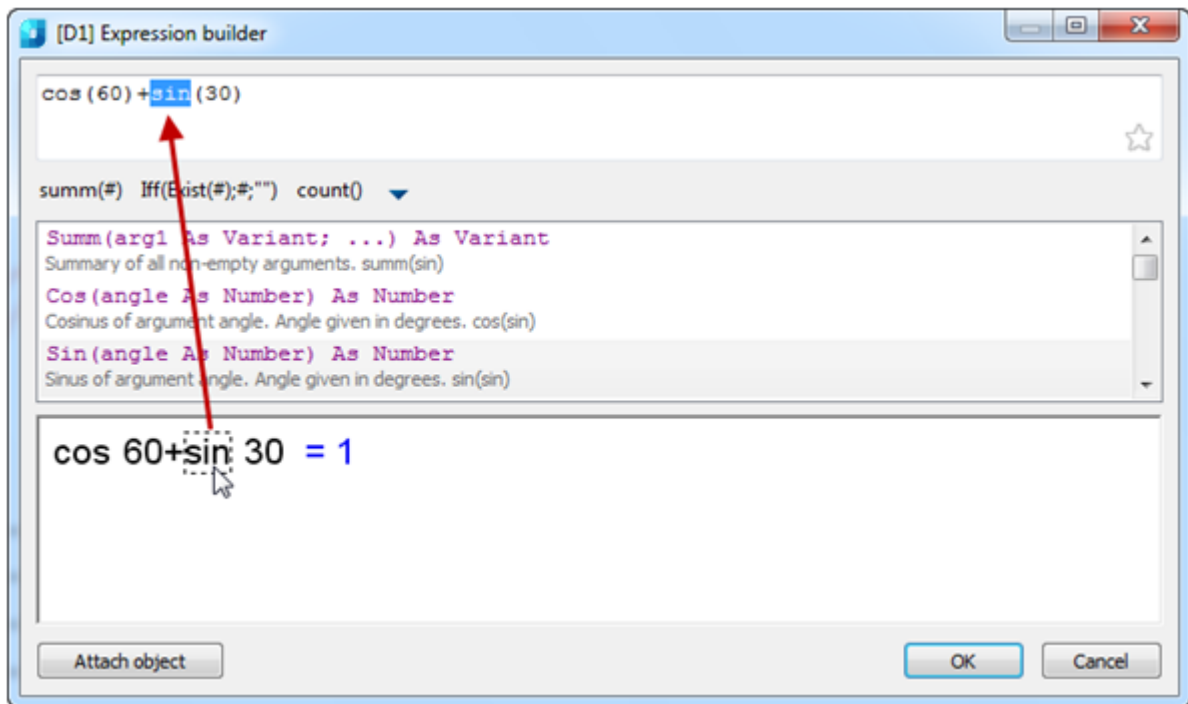 [D1] Expression builder
cos(60)+sin(30)
summ(#) Iff(Exist(#);#;"") count()
Summ(arg1 As Variant; ...) As Variant
Summary of all non-empty arguments. summ(sin)
Cos(angle As Number) As Number
Cosinus of argument angle. Angle given in degrees. cos(sin)
Sin(angle As Number) As Number
Sinus of argument angle. Angle given in degrees. sin(sin)
cos 60+sin 30 = 1
Attach object OK Cancel